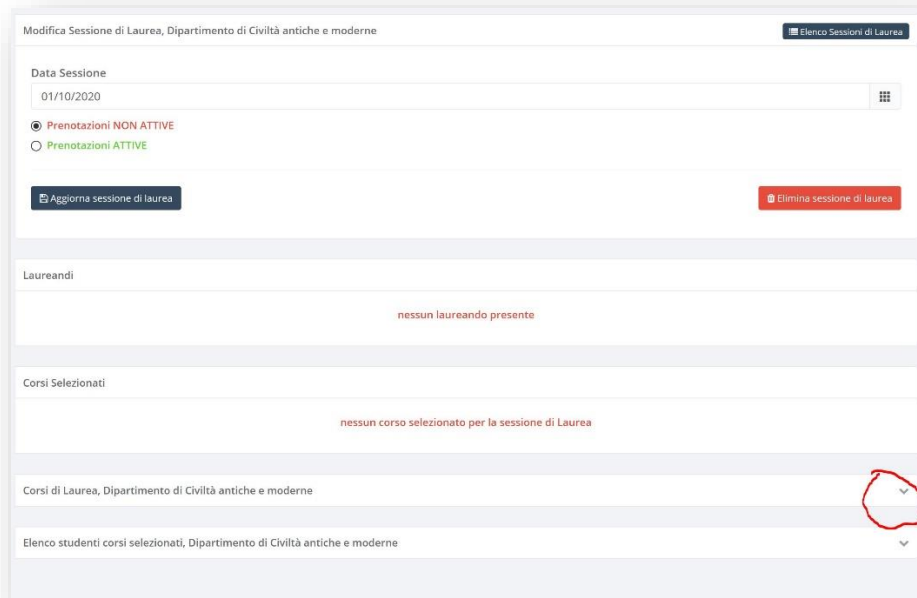 Modifica Sessione di Laurea, Dipartimento di Civiltà antiche e moderne
Elenco Sessioni di Laurea
Data Sessione
01/10/2020
Prenotazioni NON ATTIVE
Prenotazioni ATTIVE
Aggiorna sessione di laurea
Elimina sessione di laurea
Laureandi
nessun laureando presente
Corsi Selezionati
nessun corso selezionato per la sessione di Laurea
Corsi di Laurea, Dipartimento di Civiltà antiche e moderne
Elenco studenti corsi selezionati, Dipartimento di Civiltà antiche e moderne